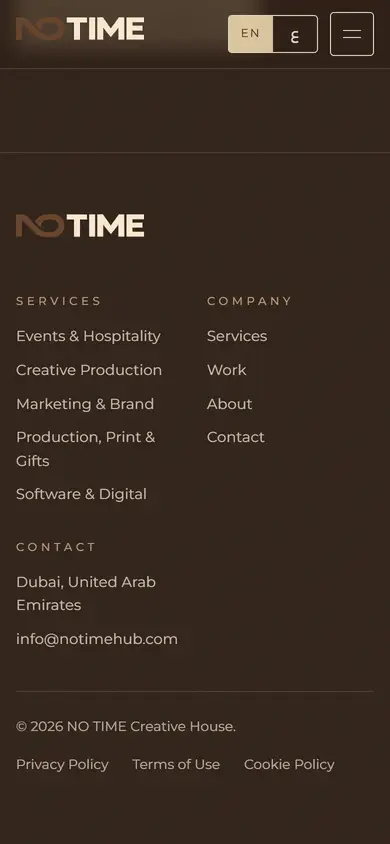 NO TIME
EN
ع
NO TIME
SERVICES
Events & Hospitality
Creative Production
Marketing & Brand
Production, Print &
Gifts
Software & Digital
COMPANY
Services
Work
About
Contact
CONTACT
Dubai, United Arab
Emirates
info@notimehub.com
© 2026 NO TIME Creative House.
Privacy Policy
Terms of Use
Cookie Policy